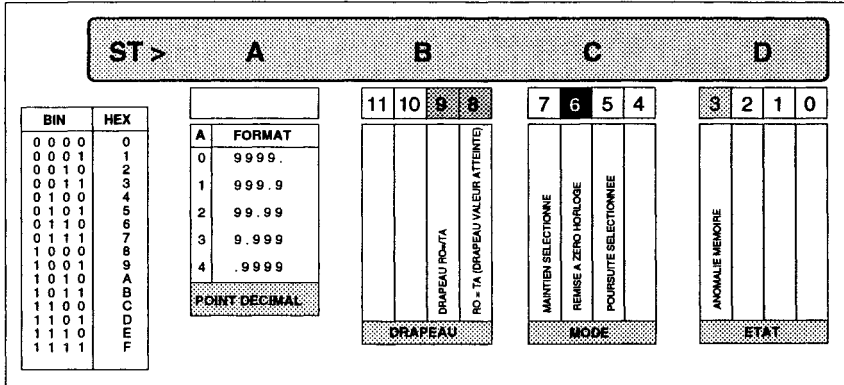 ST > A B C D
BIN HEX
0 0 0 0 0
0 0 0 1 1
0 0 1 0 2
0 0 1 1 3
0 1 0 0 4
0 1 0 1 5
0 1 1 0 6
0 1 1 1 7
1 0 0 0 8
1 0 0 1 9
1 0 1 0 A
1 0 1 1 B
1 1 0 0 C
1 1 0 1 D
1 1 1 0 E
1 1 1 1 F
A FORMAT
0 9999.
1 999.9
2 99.99
3 9.999
4 .9999
POINT DECIMAL
11 10 9 8
DRAPEAU RO=/TA
RO = TA (DRAPEAU VALEUR ATTEINTE)
DRAPEAU
7 6 5 4
MAINTIEN SELECTIONNE
REMISE A ZERO HORLOGE
POURSUITE SELECTIONNEE
MODE
3 2 1 0
ANOMALIE MEMOIRE
ETAT